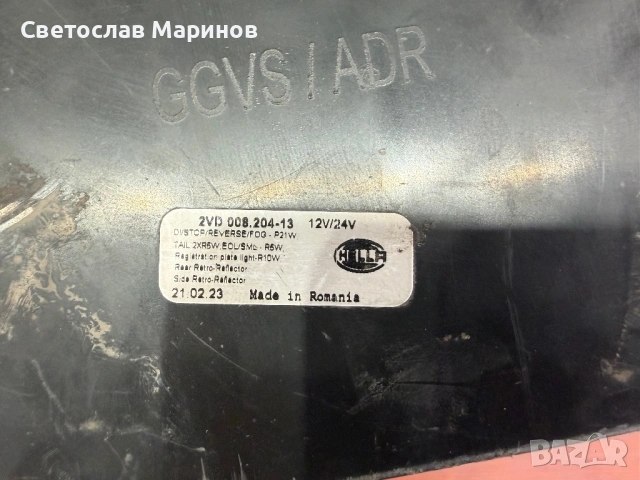 Светослав Маринов
GGVS / ADR
2VD 008.204-13 12V/24V
DI/STOP/REVERSE/FOG - P21W
TAIL 2XR5W, EOL/SML - R5W,
Registration plate light-R10W
Rear Retro-Reflector
Side Retro-Reflector
HELLA
21.02.23 Made in Romania
BAZAR